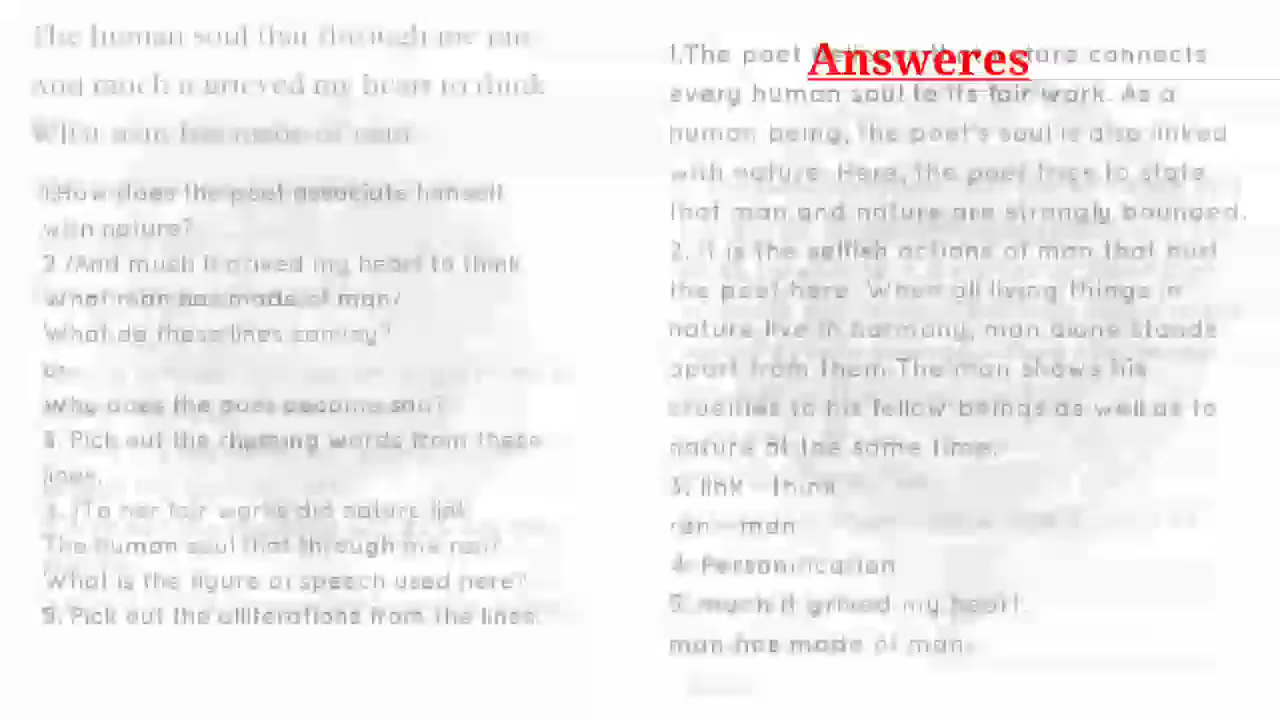 The human soul that through me ran
And much it grieved my heart to think
What man has made of man
1.How does the poet associate himself
with nature?
2./And much it grived my heart to think
What man has made of man/
What do these lines convey?
Why does the poet become sad?
3. Pick out the rhyming words from these
lines.
4. /To her fair works did nature link
The human soul that through me ran?
What is the figure of speech used here?
5. Pick out the alliterations from the lines.
Answeres
1.The poet that nature connects
every human soul to its fair work. As a
human being, the poet's soul is also linked
with nature. Here, the poet tries to state
that man and nature are strongly bounded.
2. It is the selfish actions of man that hurt
the poet here. When all living things in
nature live in harmony, man alone stands
apart from them.The man shows his
cruelties to his fellow beings as well as to
nature at the same time.
3. link - think
ran - man
4. Personification
5. much it grived my heart.
man has made of man.